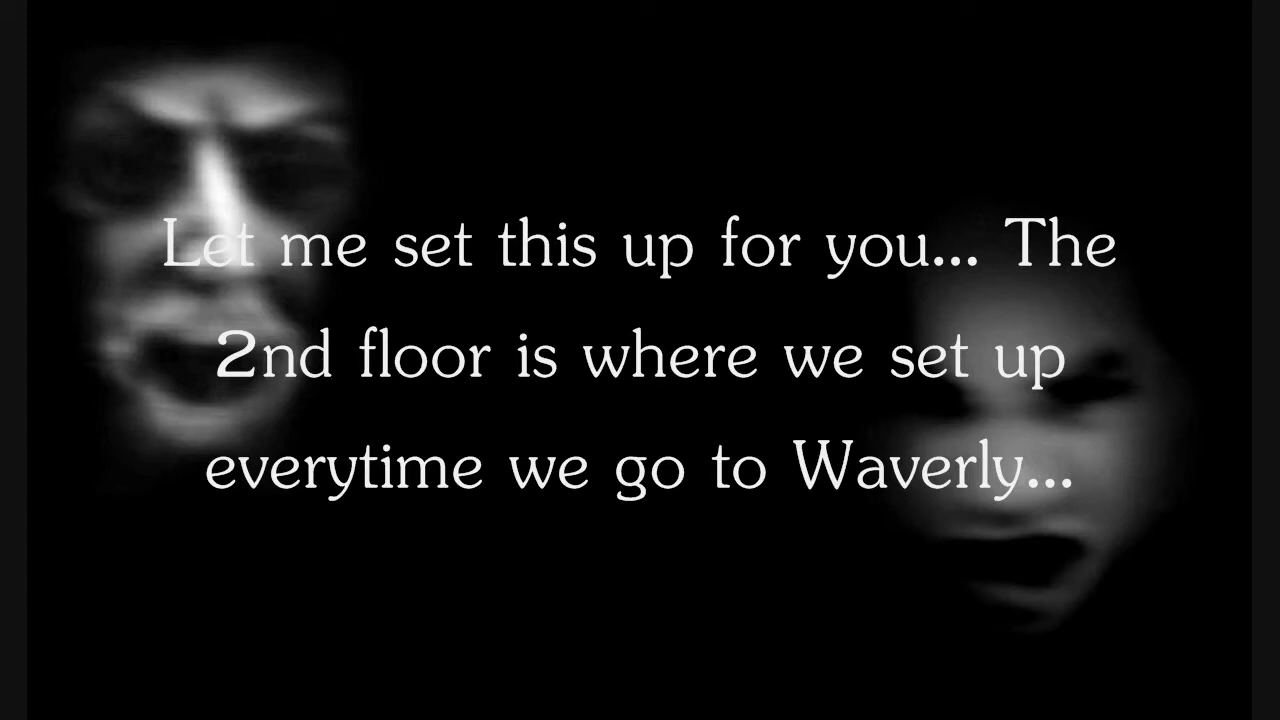 Let me set this up for you... The
2nd floor is where we set up
everytime we go to Waverly...